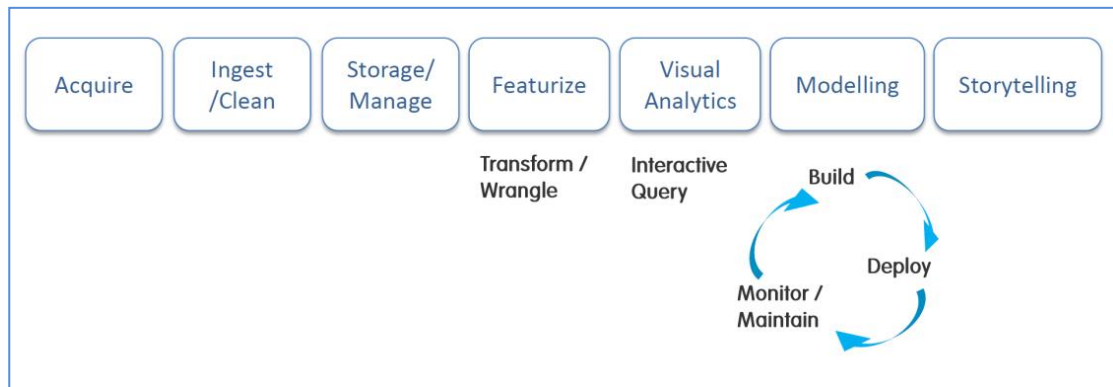 Acquire
Ingest
/Clean
Storage/
Manage
Featurize
Visual
Analytics
Modelling
Storytelling
Transform /
Wrangle
Interactive
Query
Build
Deploy
Monitor /
Maintain